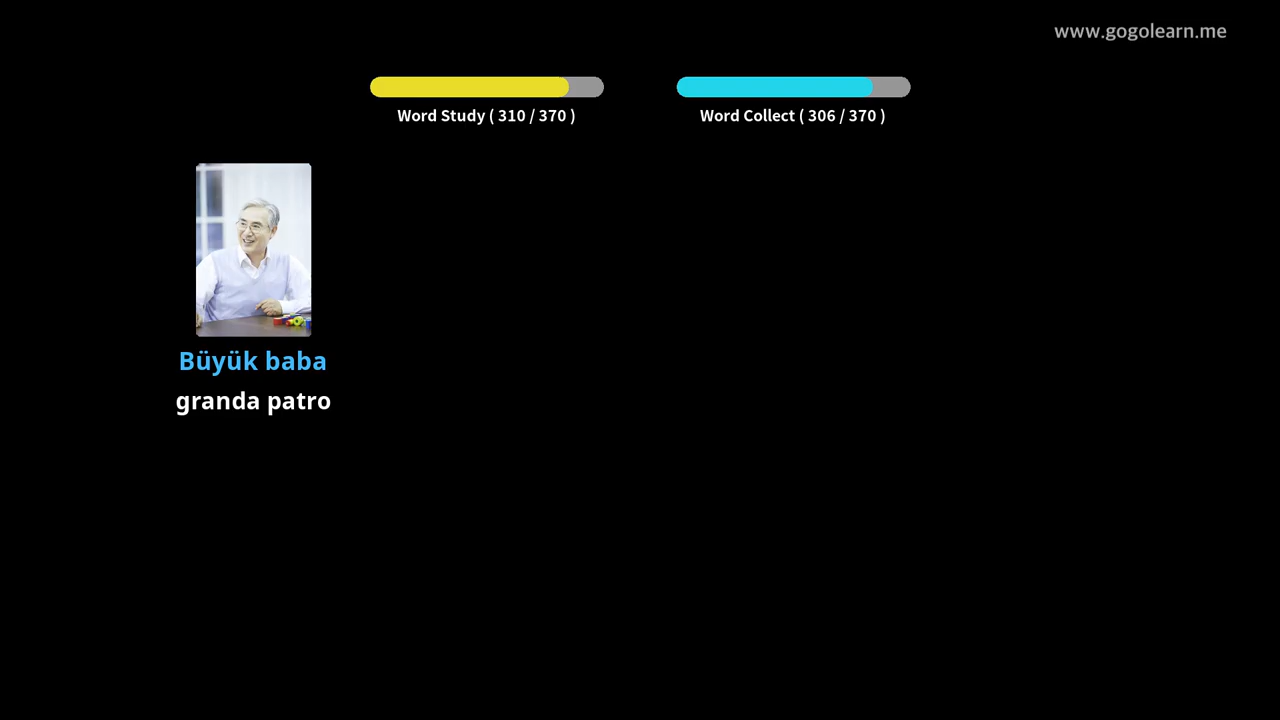 www.gogolearn.me
Word Study ( 310 / 370 )
Word Collect ( 306 / 370 )
Büyük baba
granda patro